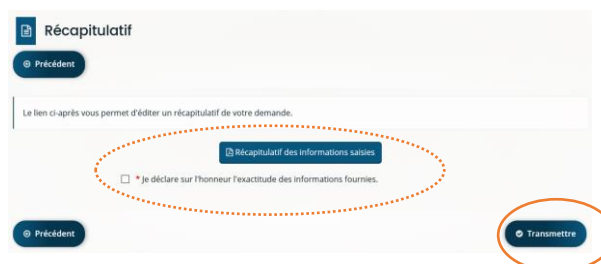 Récapitulatif
Précédent
Le lien ci-après vous permet d'éditer un récapitulatif de votre demande.
Récapitulatif des informations saisies
* Je déclare sur l'honneur l'exactitude des informations fournies.
Précédent
Transmettre